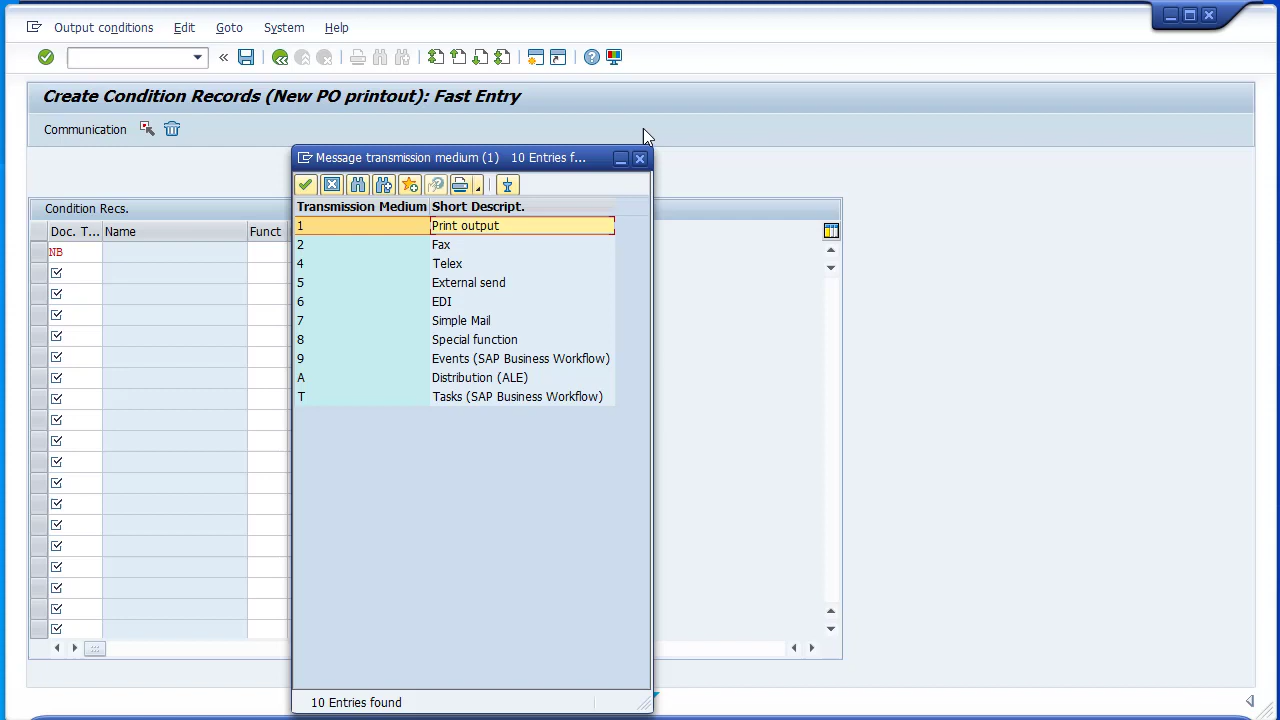 Output conditions Edit Goto System Help
Create Condition Records (New PO printout): Fast Entry
Communication
Message transmission medium (1) 10 Entries f...
Condition Recs.
Transmission Medium Short Descript.
Doc. T... Name Funct
1 Print output
NB
2 Fax
4 Telex
5 External send
6 EDI
7 Simple Mail
8 Special function
9 Events (SAP Business Workflow)
A Distribution (ALE)
T Tasks (SAP Business Workflow)
10 Entries found